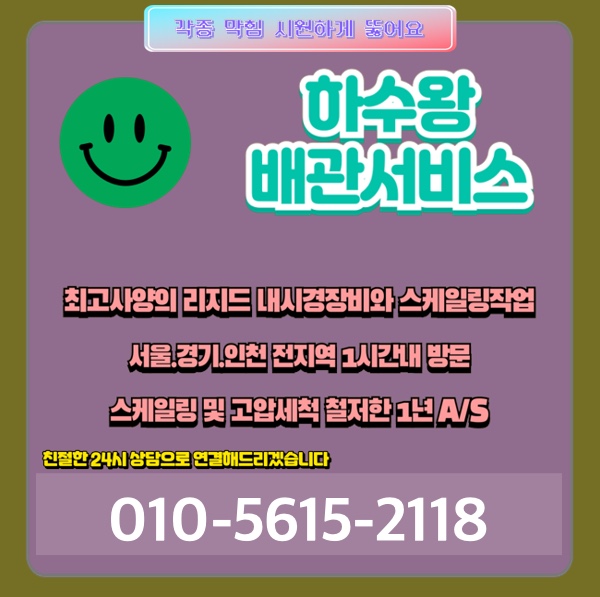 각종 막힘 시원하게 뚫어요
하수왕
배관서비스
최고사양의 리지드 내시경장비와 스케일링작업
서울.경기.인천 전지역 1시간내 방문
스케일링 및 고압세척 철저한 1년 A/S
친절한 24시 상담으로 연결해드리겠습니다
010-5615-2118